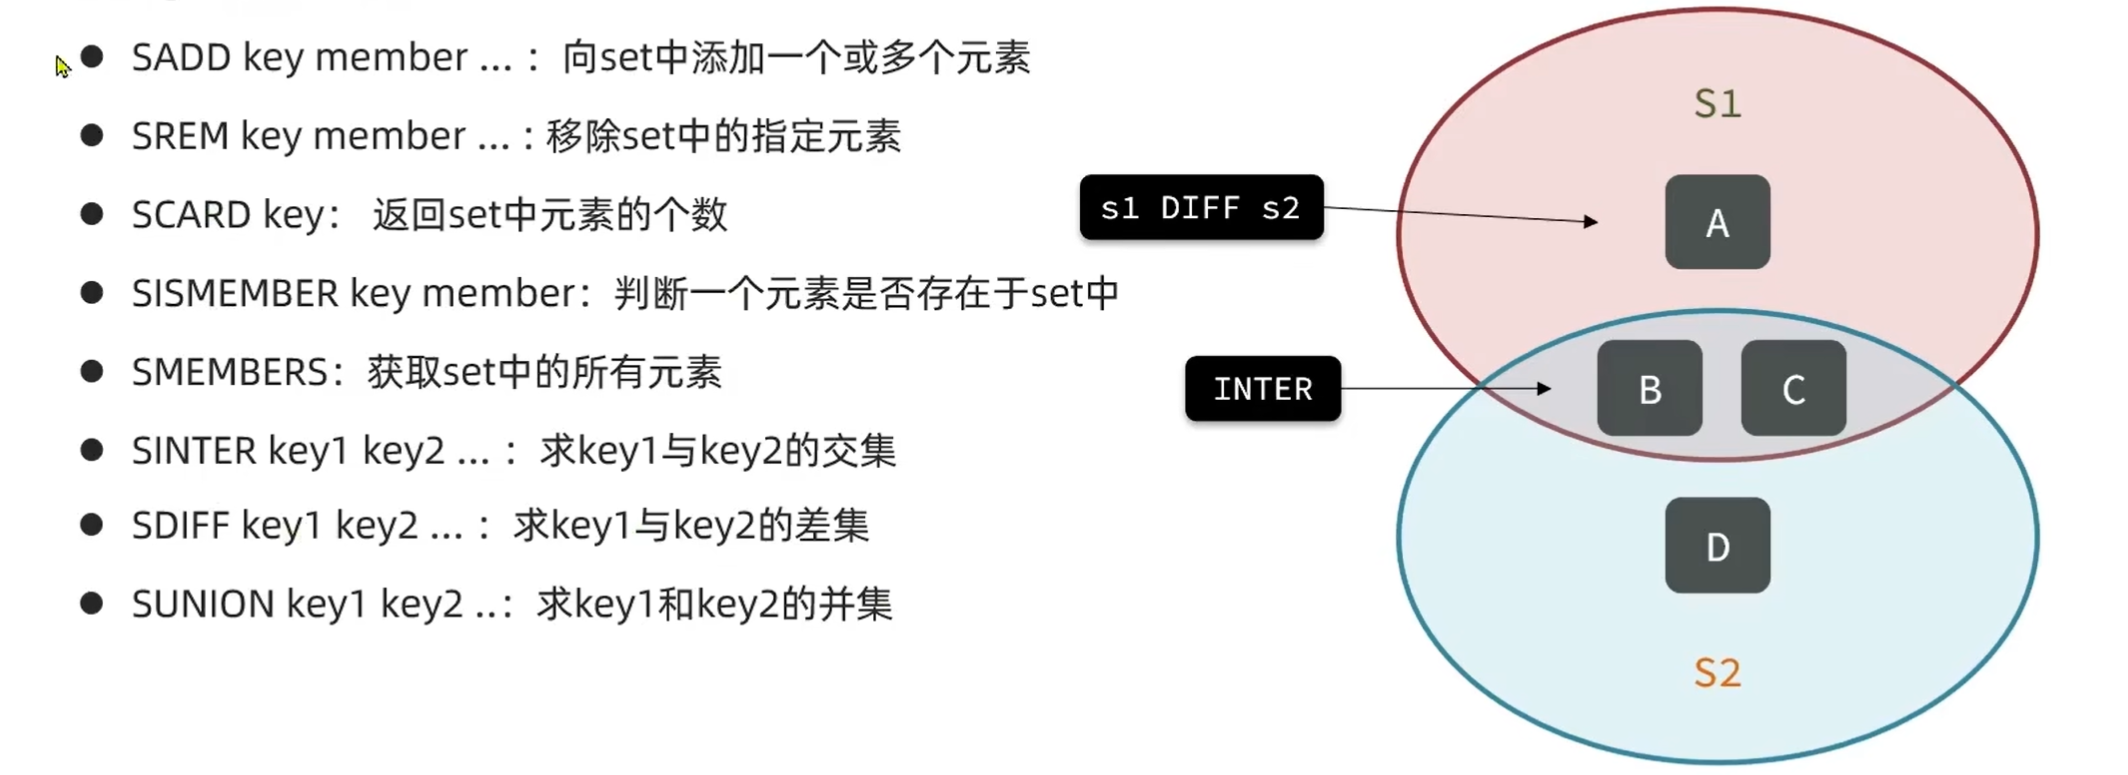 ● SADD key member ... ：向set中添加一个或多个元素
● SREM key member ... : 移除set中的指定元素
● SCARD key： 返回set中元素的个数
● SISMEMBER key member：判断一个元素是否存在于set中
● SMEMBERS：获取set中的所有元素
● SINTER key1 key2 ... ：求key1与key2的交集
● SDIFF key1 key2 ... ：求key1与key2的差集
● SUNION key1 key2 ..：求key1和key2的并集
S1
s1 DIFF s2
A
INTER
B C
D
S2